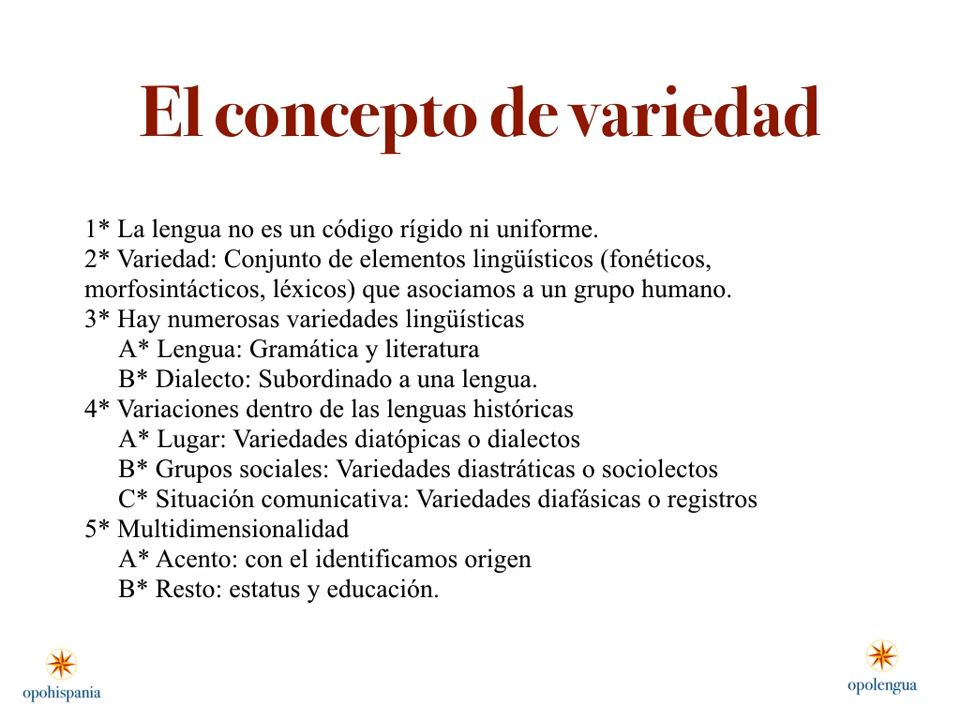 El concepto de variedad
1* La lengua no es un código rígido ni uniforme.
2* Variedad: Conjunto de elementos lingüísticos (fonéticos,
morfosintácticos, léxicos) que asociamos a un grupo humano.
3* Hay numerosas variedades lingüísticas
A* Lengua: Gramática y literatura
B* Dialecto: Subordinado a una lengua.
4* Variaciones dentro de las lenguas históricas
A* Lugar: Variedades diatópicas o dialectos
B* Grupos sociales: Variedades diastráticas o sociolectos
C* Situación comunicativa: Variedades diafásicas o registros
5* Multidimensionalidad
A* Acento: con el identificamos origen
B* Resto: estatus y educación.
opohispania
opolengua